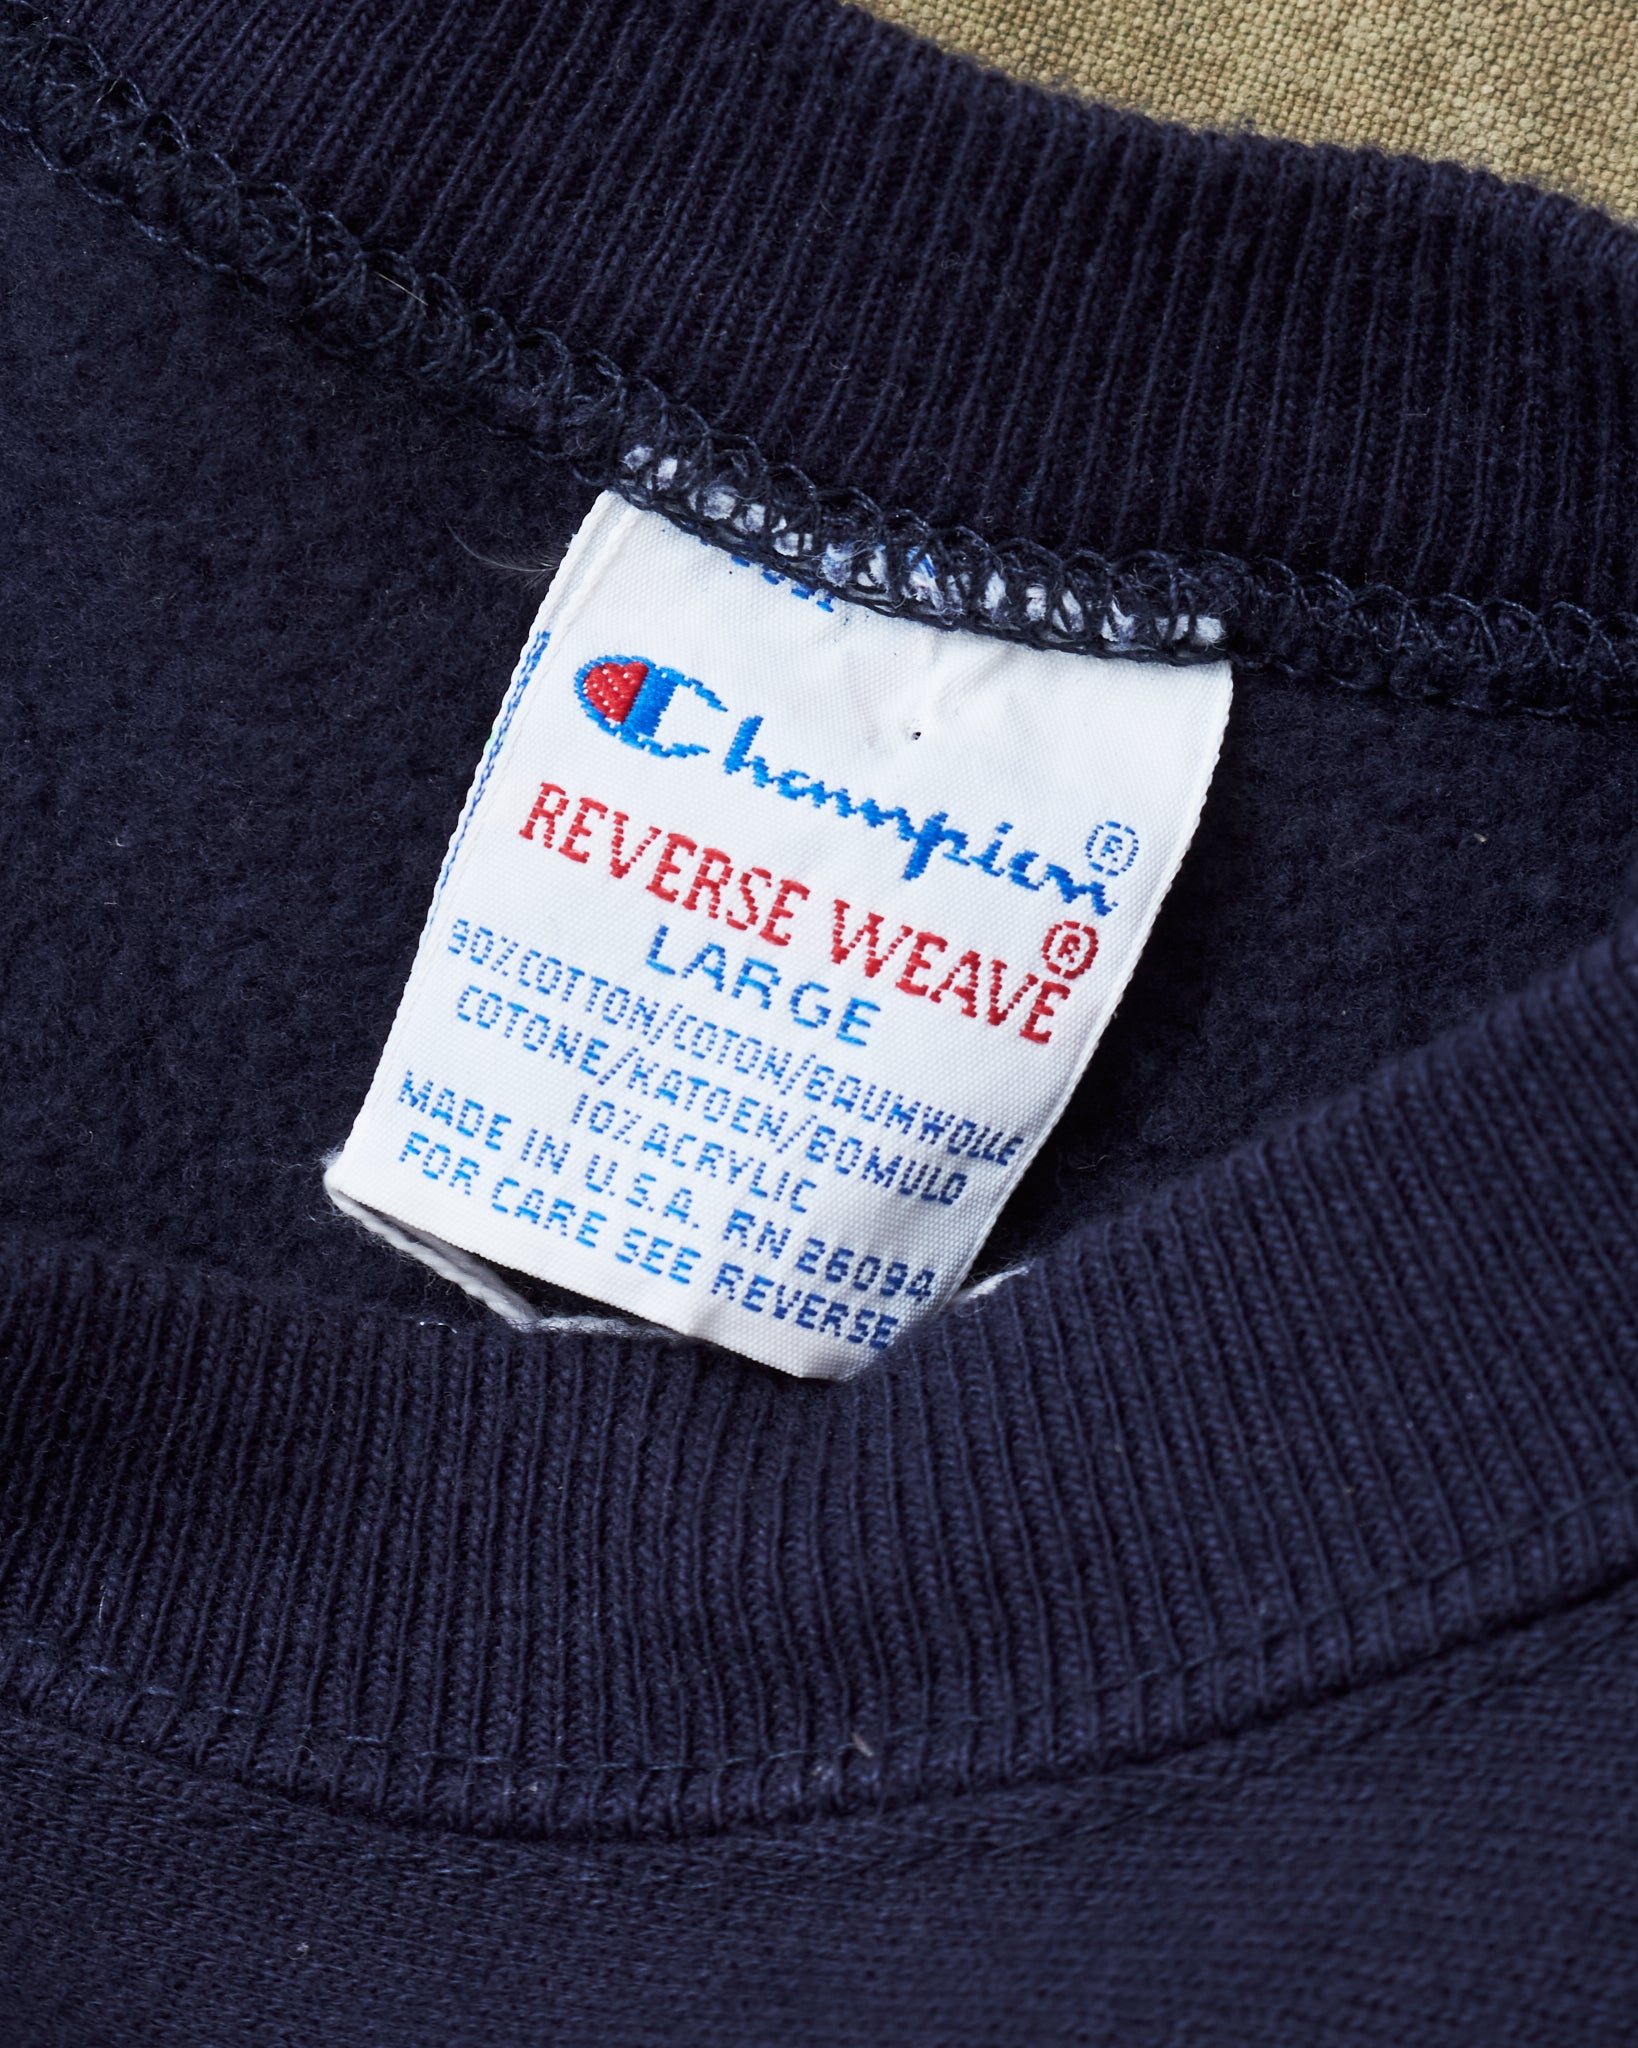 Champion®
REVERSE WEAVE®
LARGE
90% COTTON/COTON/BAUMWOLLE
COTONE/KATOEN/BOMULD
10% ACRYLIC
MADE IN U.S.A. RN 26094
FOR CARE SEE REVERSE